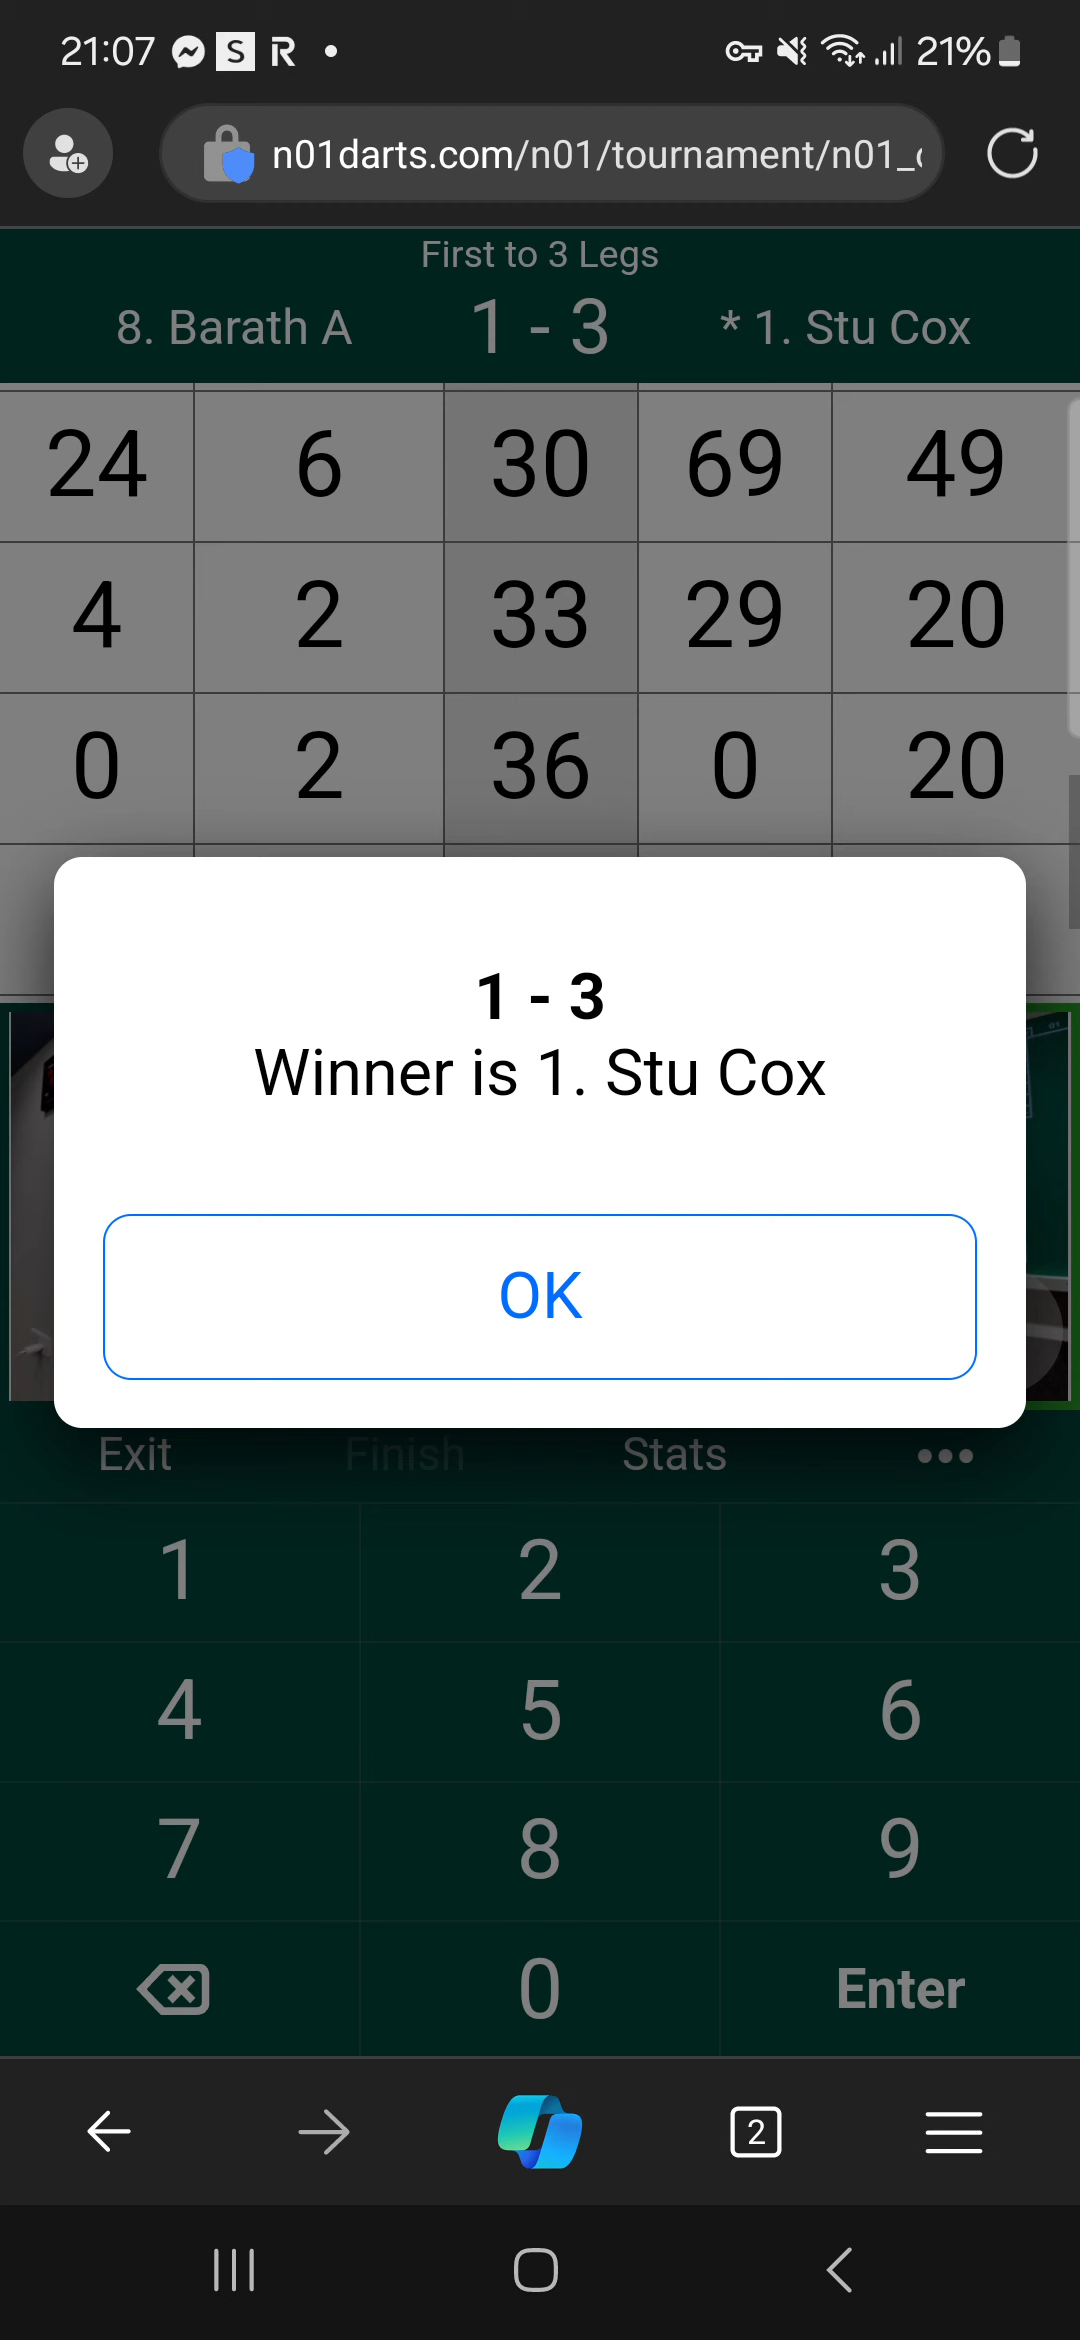 21:07 S R 21%
n01darts.com/n01/tournament/n01_
First to 3 Legs
8. Barath A 1 - 3 * 1. Stu Cox
24 6 30 69 49
4 2 33 29 20
0 2 36 0 20
1 - 3
Winner is 1. Stu Cox
OK
Exit Finish Stats •••
1 2 3
4 5 6
7 8 9
0 Enter
2